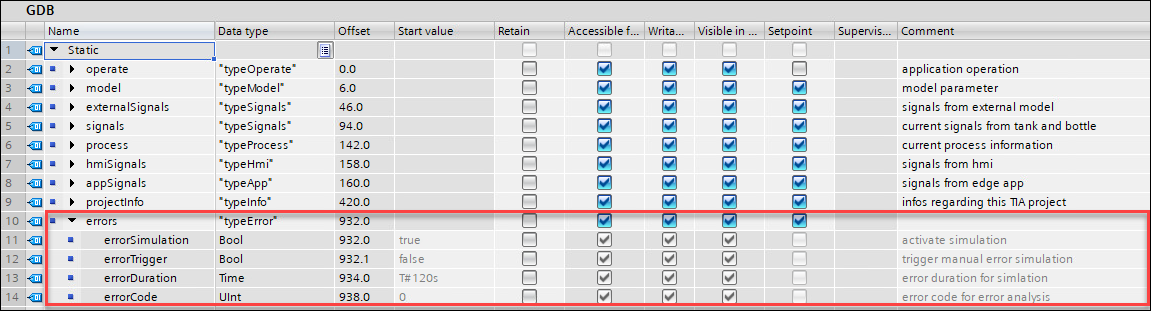 GDB
Name Data type Offset Start value Retain Accessible f... Writa... Visible in ... Setpoint Supervis... Comment
1 Static
2 operate "typeOperate" 0.0 application operation
3 model "typeModel" 6.0 model parameter
4 externalSignals "typeSignals" 46.0 signals from external model
5 signals "typeSignals" 94.0 current signals from tank and bottle
6 process "typeProcess" 142.0 current process information
7 hmiSignals "typeHmi" 158.0 signals from hmi
8 appSignals "typeApp" 160.0 signals from edge app
9 projectInfo "typeInfo" 420.0 infos regarding this TIA project
10 errors "typeError" 932.0
11 errorSimulation Bool 932.0 true activate simulation
12 errorTrigger Bool 932.1 false trigger manual error simulation
13 errorDuration Time 934.0 T#120s error duration for simlation
14 errorCode UInt 938.0 0 error code for error analysis